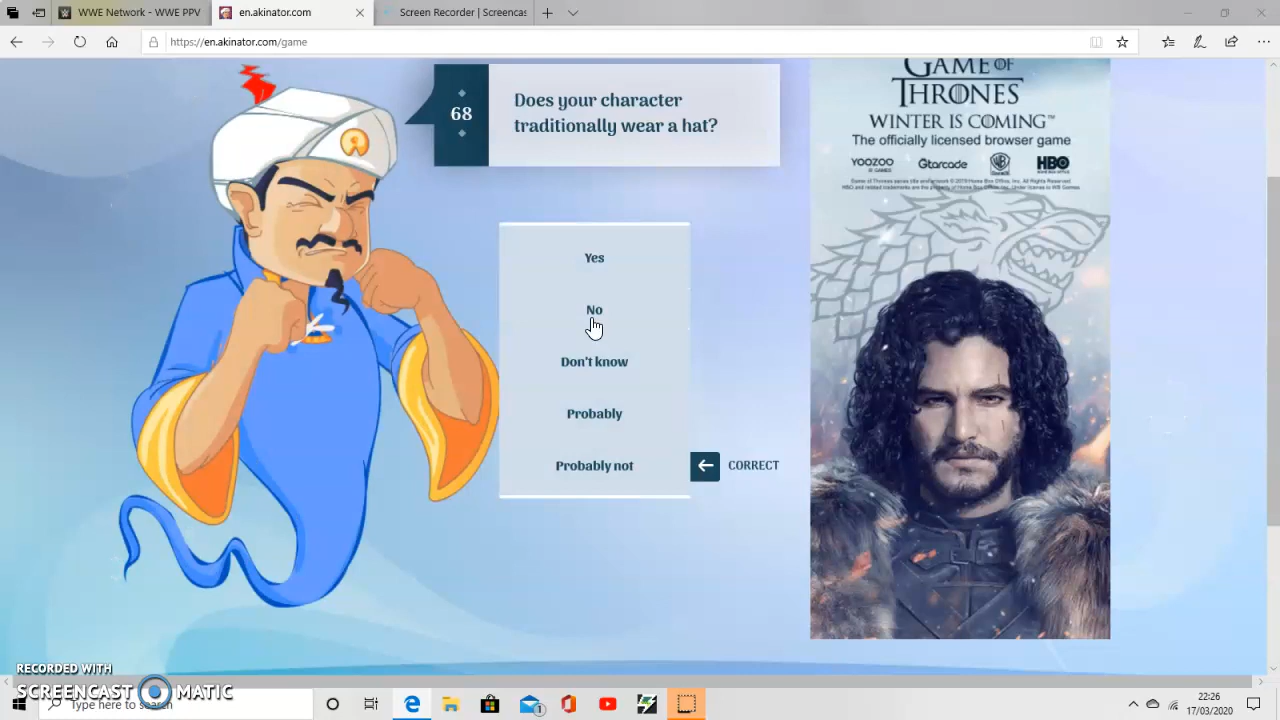 WWE Network - WWE PPV
en.akinator.com
Screen Recorder | Screencas
https://en.akinator.com/game
68
Does your character
traditionally wear a hat?
Yes
No
Don't know
Probably
Probably not
CORRECT
GAME OF
THRONES
WINTER IS COMING™
The officially licensed browser game
YOOZOO
GAMES
Gtarcade
WB
HBO
RECORDED WITH
SCREENCAST MATIC
Type here to search
1
22:26
17/03/2020